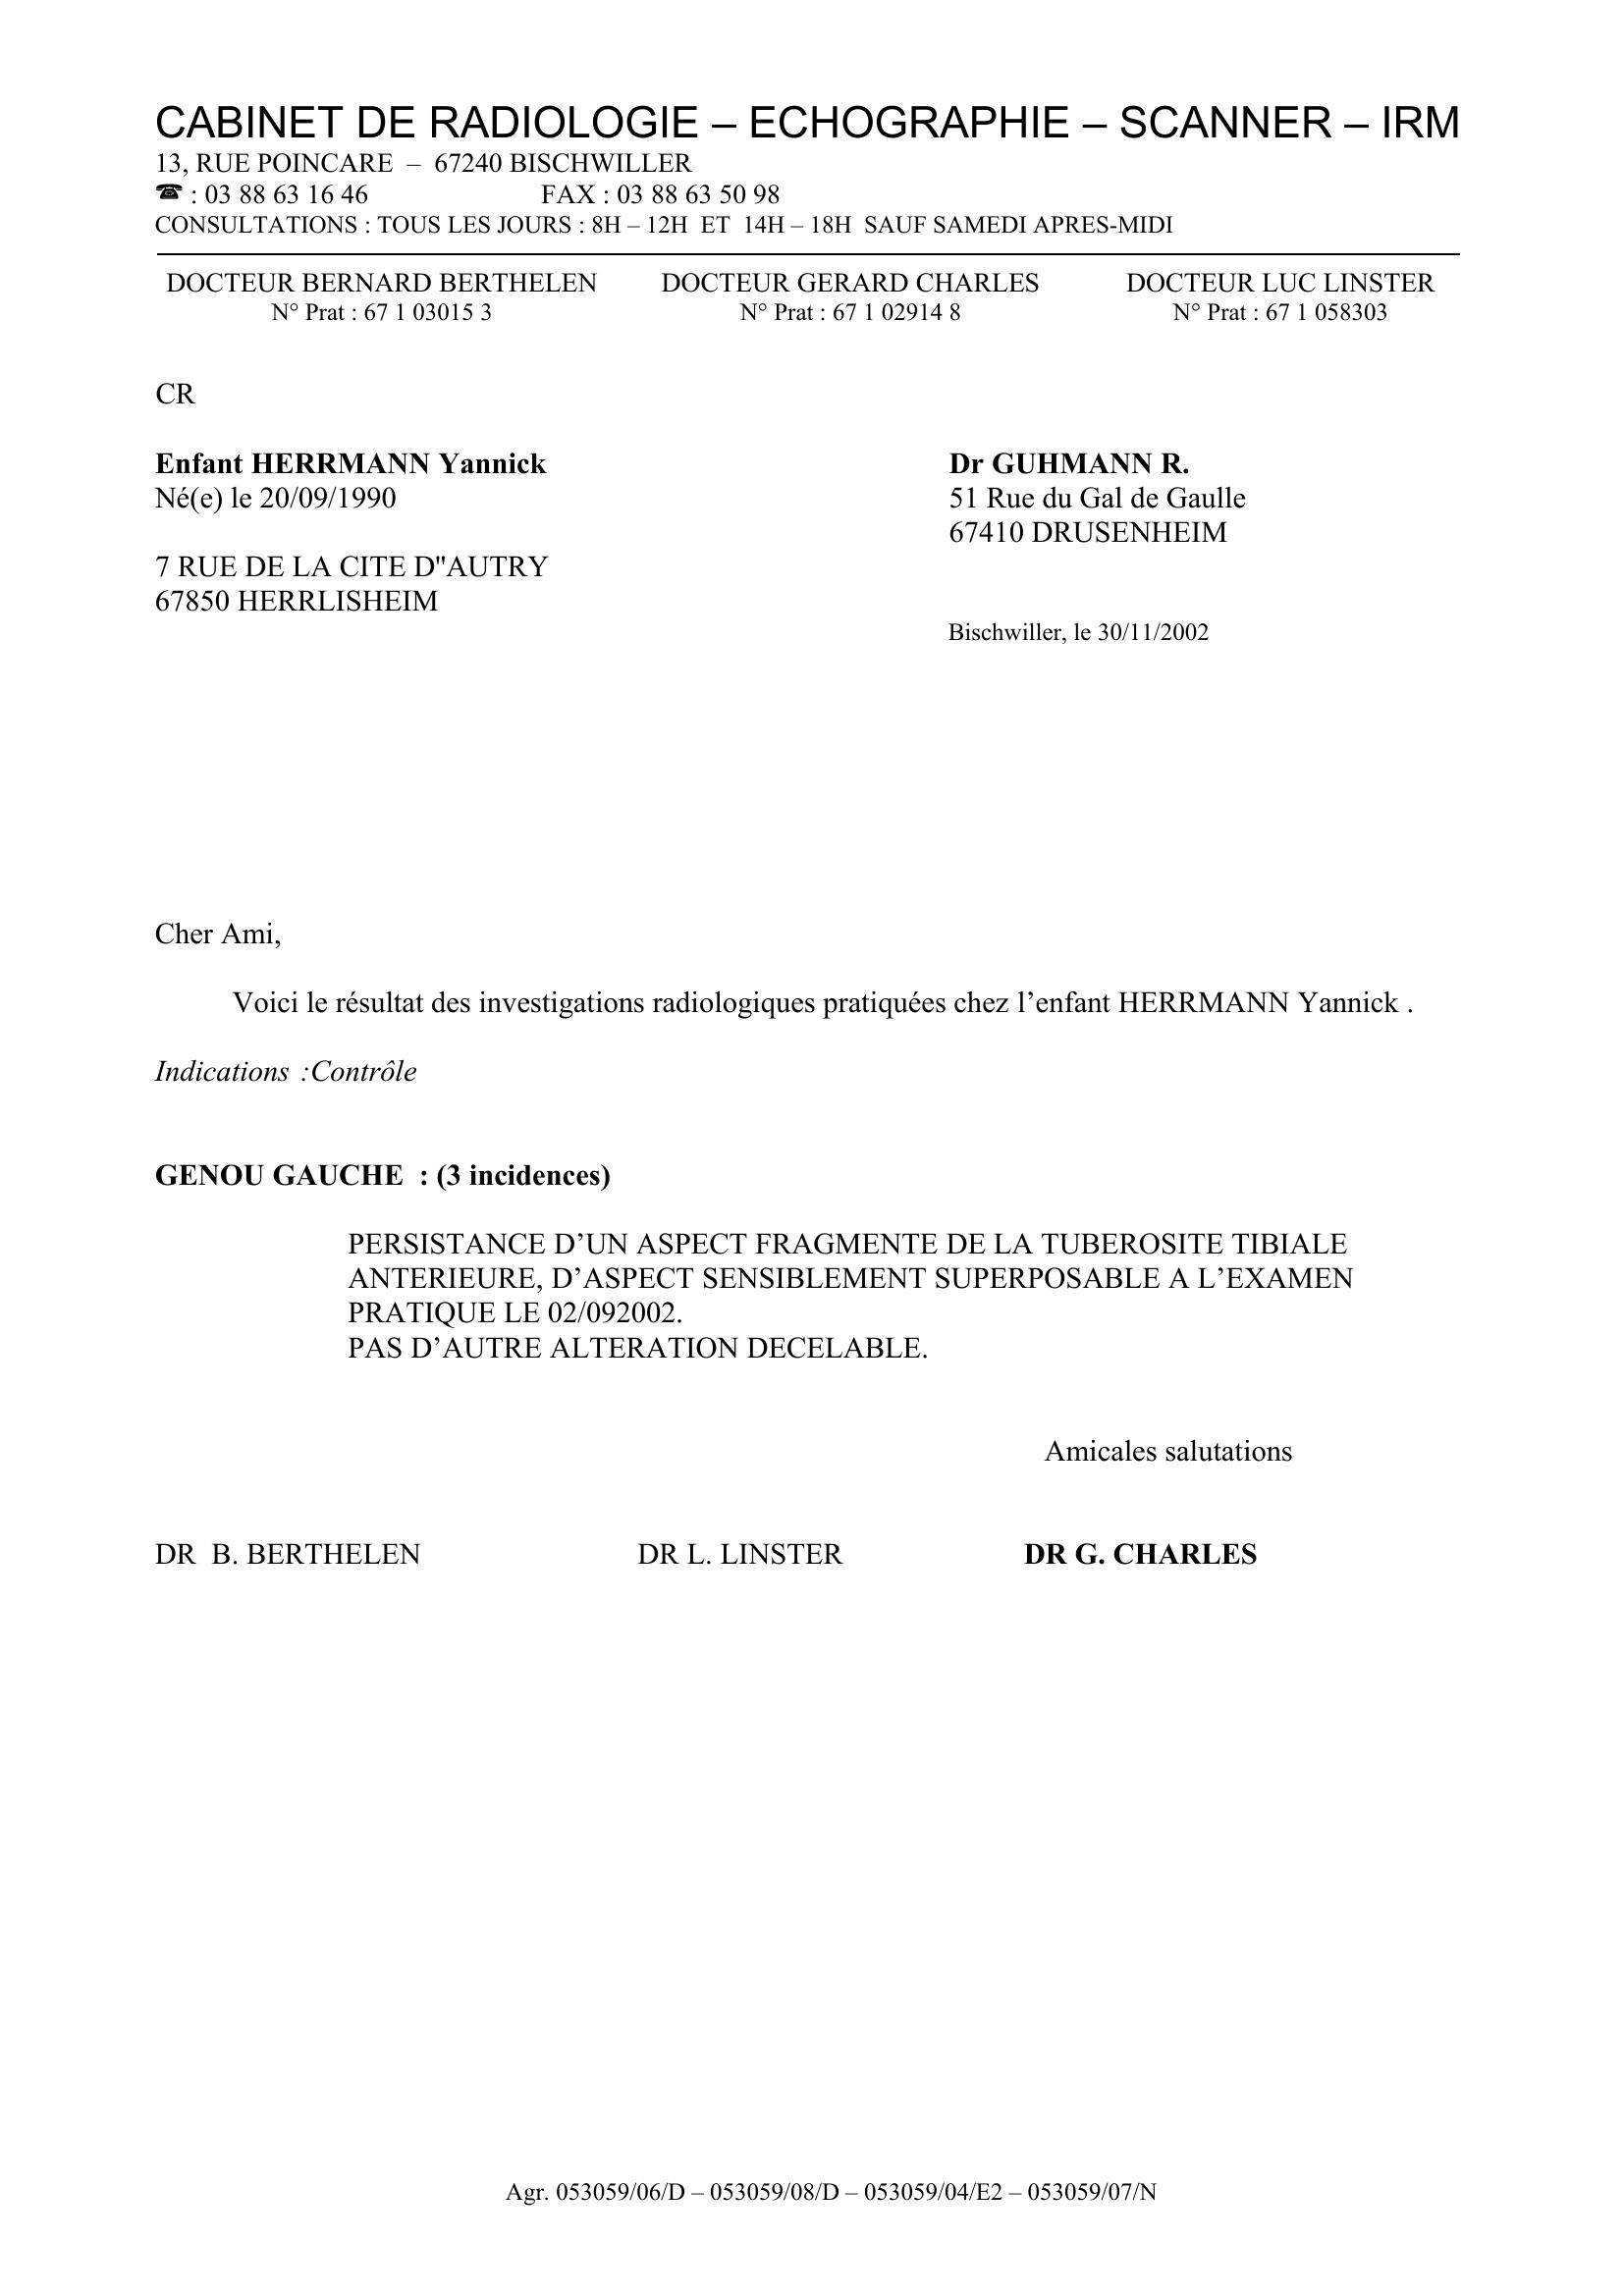 CABINET DE RADIOLOGIE – ECHOGRAPHIE – SCANNER – IRM
13, RUE POINCARE – 67240 BISCHWILLER
☎ : 03 88 63 16 46 FAX : 03 88 63 50 98
CONSULTATIONS : TOUS LES JOURS : 8H – 12H ET 14H – 18H SAUF SAMEDI APRES-MIDI
DOCTEUR BERNARD BERTHELEN DOCTEUR GERARD CHARLES DOCTEUR LUC LINSTER
N° Prat : 67 1 03015 3 N° Prat : 67 1 02914 8 N° Prat : 67 1 058303
CR
Enfant HERRMANN Yannick
Né(e) le 20/09/1990
7 RUE DE LA CITE D"AUTRY
67850 HERRLISHEIM
Dr GUHMANN R.
51 Rue du Gal de Gaulle
67410 DRUSENHEIM
Bischwiller, le 30/11/2002
Cher Ami,
Voici le résultat des investigations radiologiques pratiquées chez l’enfant HERRMANN Yannick .
Indications :Contrôle
GENOU GAUCHE : (3 incidences)
PERSISTANCE D’UN ASPECT FRAGMENTE DE LA TUBEROSITE TIBIALE
ANTERIEURE, D’ASPECT SENSIBLEMENT SUPERPOSABLE A L’EXAMEN
PRATIQUE LE 02/092002.
PAS D’AUTRE ALTERATION DECELABLE.
Amicales salutations
DR B. BERTHELEN DR L. LINSTER DR G. CHARLES
Agr. 053059/06/D – 053059/08/D – 053059/04/E2 – 053059/07/N